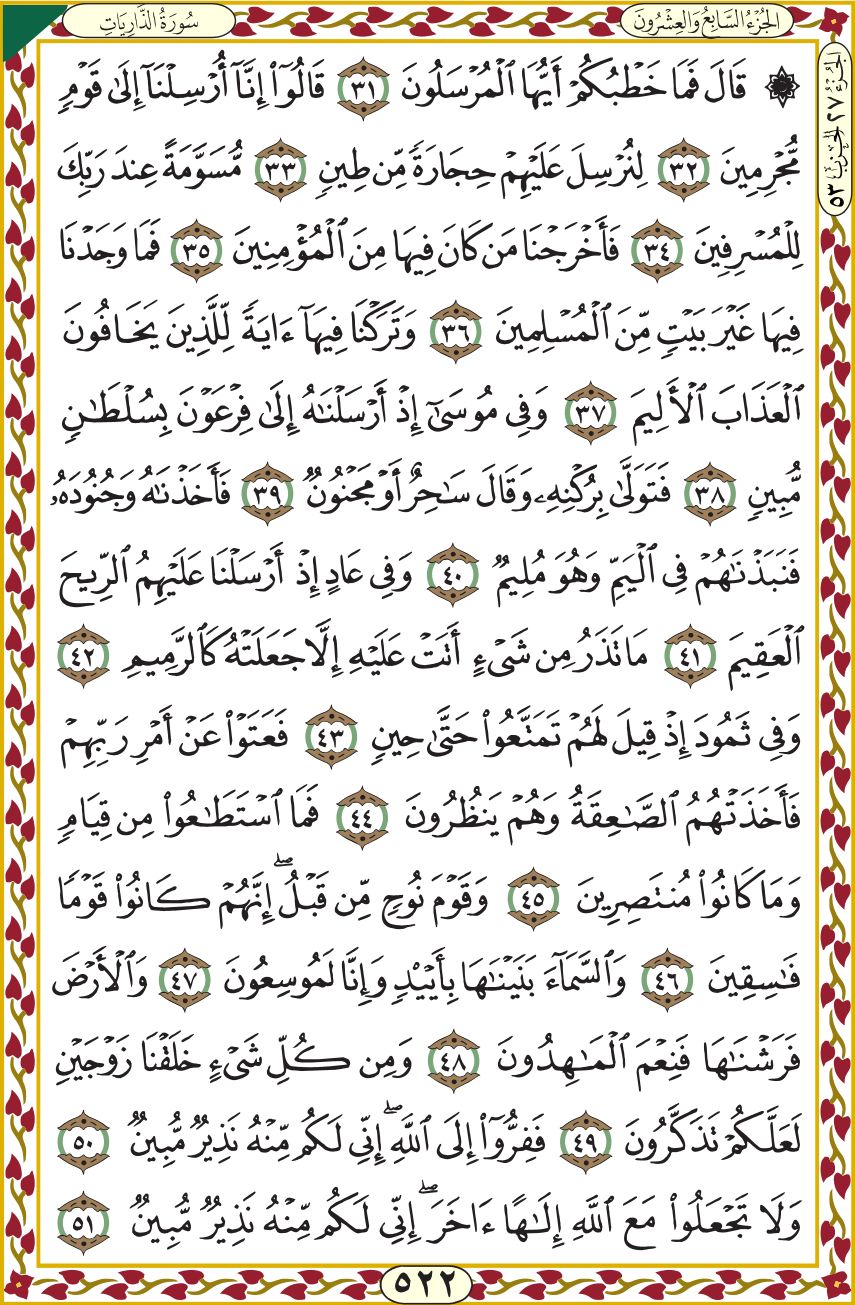 الجُزْءُ السَّابِعُ وَالعِشْرُونَ
سُورَةُ الذَّارِيَاتِ
الجزء ٢٧ الحزب ٥٣
۞ قَالَ فَمَا خَطْبُكُمْ أَيُّهَا ٱلْمُرْسَلُونَ ٣١ قَالُوٓا۟ إِنَّآ أُرْسِلْنَآ إِلَىٰ قَوْمٍ
مُّجْرِمِينَ ٣٢ لِنُرْسِلَ عَلَيْهِمْ حِجَارَةً مِّن طِينٍ ٣٣ مُّسَوَّمَةً عِندَ رَبِّكَ
لِلْمُسْرِفِينَ ٣٤ فَأَخْرَجْنَا مَن كَانَ فِيهَا مِنَ ٱلْمُؤْمِنِينَ ٣٥ فَمَا وَجَدْنَا
فِيهَا غَيْرَ بَيْتٍ مِّنَ ٱلْمُسْلِمِينَ ٣٦ وَتَرَكْنَا فِيهَآ ءَايَةً لِّلَّذِينَ يَخَافُونَ
ٱلْعَذَابَ ٱلْأَلِيمَ ٣٧ وَفِى مُوسَىٰٓ إِذْ أَرْسَلْنَٰهُ إِلَىٰ فِرْعَوْنَ بِسُلْطَٰنٍ
مُّبِينٍ ٣٨ فَتَوَلَّىٰ بِرُكْنِهِۦ وَقَالَ سَٰحِرٌ أَوْ مَجْنُونٌ ٣٩ فَأَخَذْنَٰهُ وَجُنُودَهُۥ
فَنَبَذْنَٰهُمْ فِى ٱلْيَمِّ وَهُوَ مُلِيمٌ ٤٠ وَفِى عَادٍ إِذْ أَرْسَلْنَا عَلَيْهِمُ ٱلرِّيحَ
ٱلْعَقِيمَ ٤١ مَا تَذَرُ مِن شَىْءٍ أَتَتْ عَلَيْهِ إِلَّا جَعَلَتْهُ كَٱلرَّمِيمِ ٤٢
وَفِى ثَمُودَ إِذْ قِيلَ لَهُمْ تَمَتَّعُوا۟ حَتَّىٰ حِينٍ ٤٣ فَعَتَوْا۟ عَنْ أَمْرِ رَبِّهِمْ
فَأَخَذَتْهُمُ ٱلصَّٰعِقَةُ وَهُمْ يَنظُرُونَ ٤٤ فَمَا ٱسْتَطَٰعُوا۟ مِن قِيَامٍ
وَمَا كَانُوا۟ مُنتَصِرِينَ ٤٥ وَقَوْمَ نُوحٍ مِّن قَبْلُ ۖ إِنَّهُمْ كَانُوا۟ قَوْمًا
فَٰسِقِينَ ٤٦ وَٱلسَّمَآءَ بَنَيْنَٰهَا بِأَيْي۟دٍ وَإِنَّا لَمُوسِعُونَ ٤٧ وَٱلْأَرْضَ
فَرَشْنَٰهَا فَنِعْمَ ٱلْمَٰهِدُونَ ٤٨ وَمِن كُلِّ شَىْءٍ خَلَقْنَا زَوْجَيْنِ
لَعَلَّكُمْ تَذَكَّرُونَ ٤٩ فَفِرُّوٓا۟ إِلَى ٱللَّهِ ۖ إِنِّى لَكُم مِّنْهُ نَذِيرٌ مُّبِينٌ ٥٠
وَلَا تَجْعَلُوا۟ مَعَ ٱللَّهِ إِلَٰهًا ءَاخَرَ ۖ إِنِّى لَكُم مِّنْهُ نَذِيرٌ مُّبِينٌ ٥١
٥٢٢